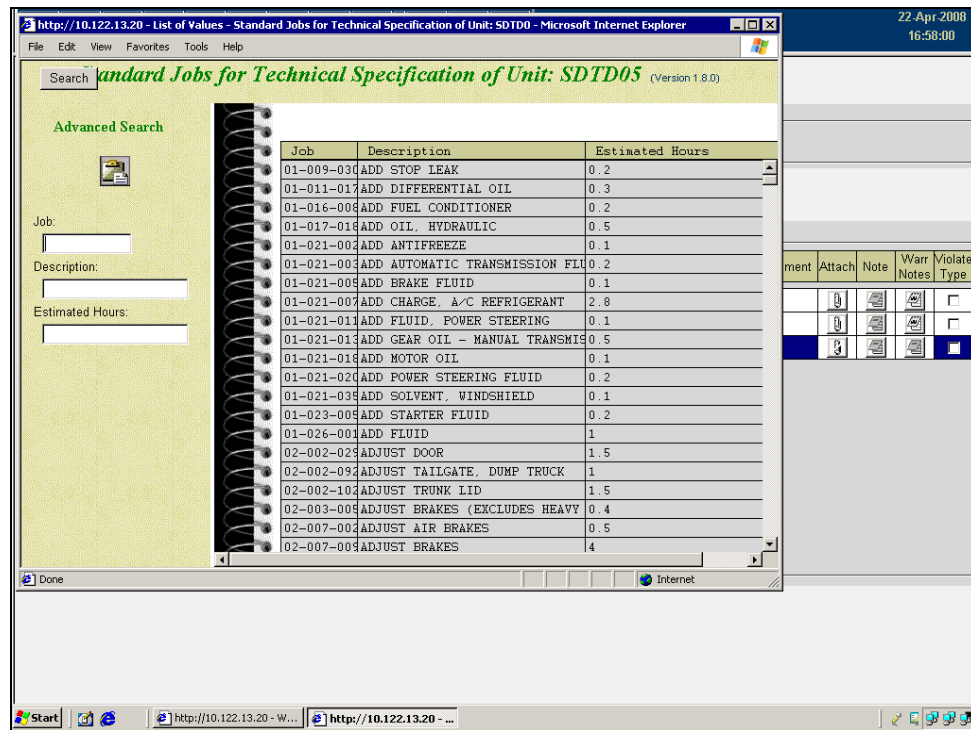 http://10.122.13.20 - List of Values - Standard Jobs for Technical Specification of Unit: SDTD0 - Microsoft Internet Explorer
22-Apr-2008
16:58:00
File Edit View Favorites Tools Help
Search
andard Jobs for Technical Specification of Unit: SDTD05 (Version 1.8.0)
Advanced Search
Job:
Description:
Estimated Hours:
Job Description Estimated Hours
01-009-030 ADD STOP LEAK 0.2
01-011-017 ADD DIFFERENTIAL OIL 0.3
01-016-008 ADD FUEL CONDITIONER 0.2
01-017-018 ADD OIL, HYDRAULIC 0.5
01-021-002 ADD ANTIFREEZE 0.1
01-021-003 ADD AUTOMATIC TRANSMISSION FLU 0.2
01-021-005 ADD BRAKE FLUID 0.1
01-021-007 ADD CHARGE, A/C REFRIGERANT 2.8
01-021-011 ADD FLUID, POWER STEERING 0.1
01-021-013 ADD GEAR OIL - MANUAL TRANSMIS 0.5
01-021-018 ADD MOTOR OIL 0.1
01-021-020 ADD POWER STEERING FLUID 0.2
01-021-035 ADD SOLVENT, WINDSHIELD 0.1
01-023-005 ADD STARTER FLUID 0.2
01-026-001 ADD FLUID 1
02-002-029 ADJUST DOOR 1.5
02-002-092 ADJUST TAILGATE, DUMP TRUCK 1
02-002-102 ADJUST TRUNK LID 1.5
02-003-005 ADJUST BRAKES (EXCLUDES HEAVY 0.4
02-007-002 ADJUST AIR BRAKES 0.5
02-007-009 ADJUST BRAKES 4
ment Attach Note Warr Notes Violate Type
Done
Internet
Start
http://10.122.13.20 - W...
http://10.122.13.20 - ...